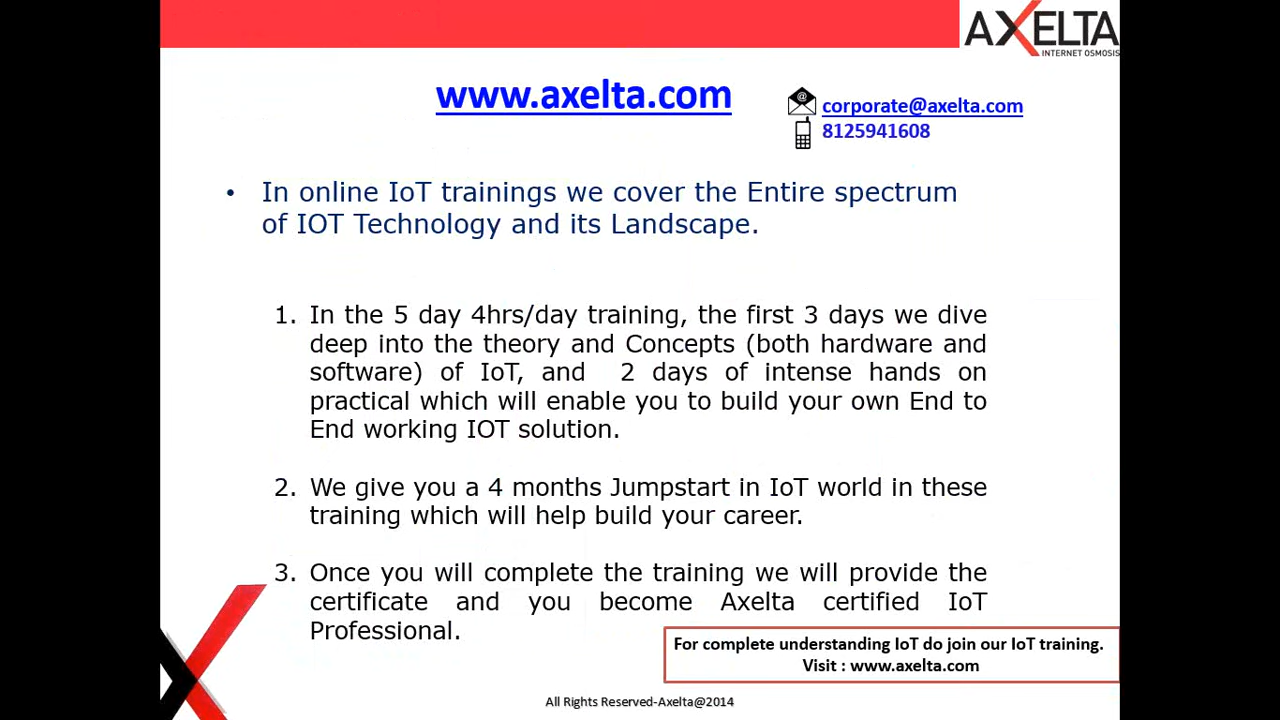 AXELTA
INTERNET OSMOSIS
www.axelta.com
corporate@axelta.com
8125941608
• In online IoT trainings we cover the Entire spectrum
of IOT Technology and its Landscape.
1. In the 5 day 4hrs/day training, the first 3 days we dive
deep into the theory and Concepts (both hardware and
software) of IoT, and 2 days of intense hands on
practical which will enable you to build your own End to
End working IOT solution.
2. We give you a 4 months Jumpstart in IoT world in these
training which will help build your career.
3. Once you will complete the training we will provide the
certificate and you become Axelta certified IoT
Professional.
For complete understanding IoT do join our IoT training.
Visit : www.axelta.com
All Rights Reserved-Axelta@2014